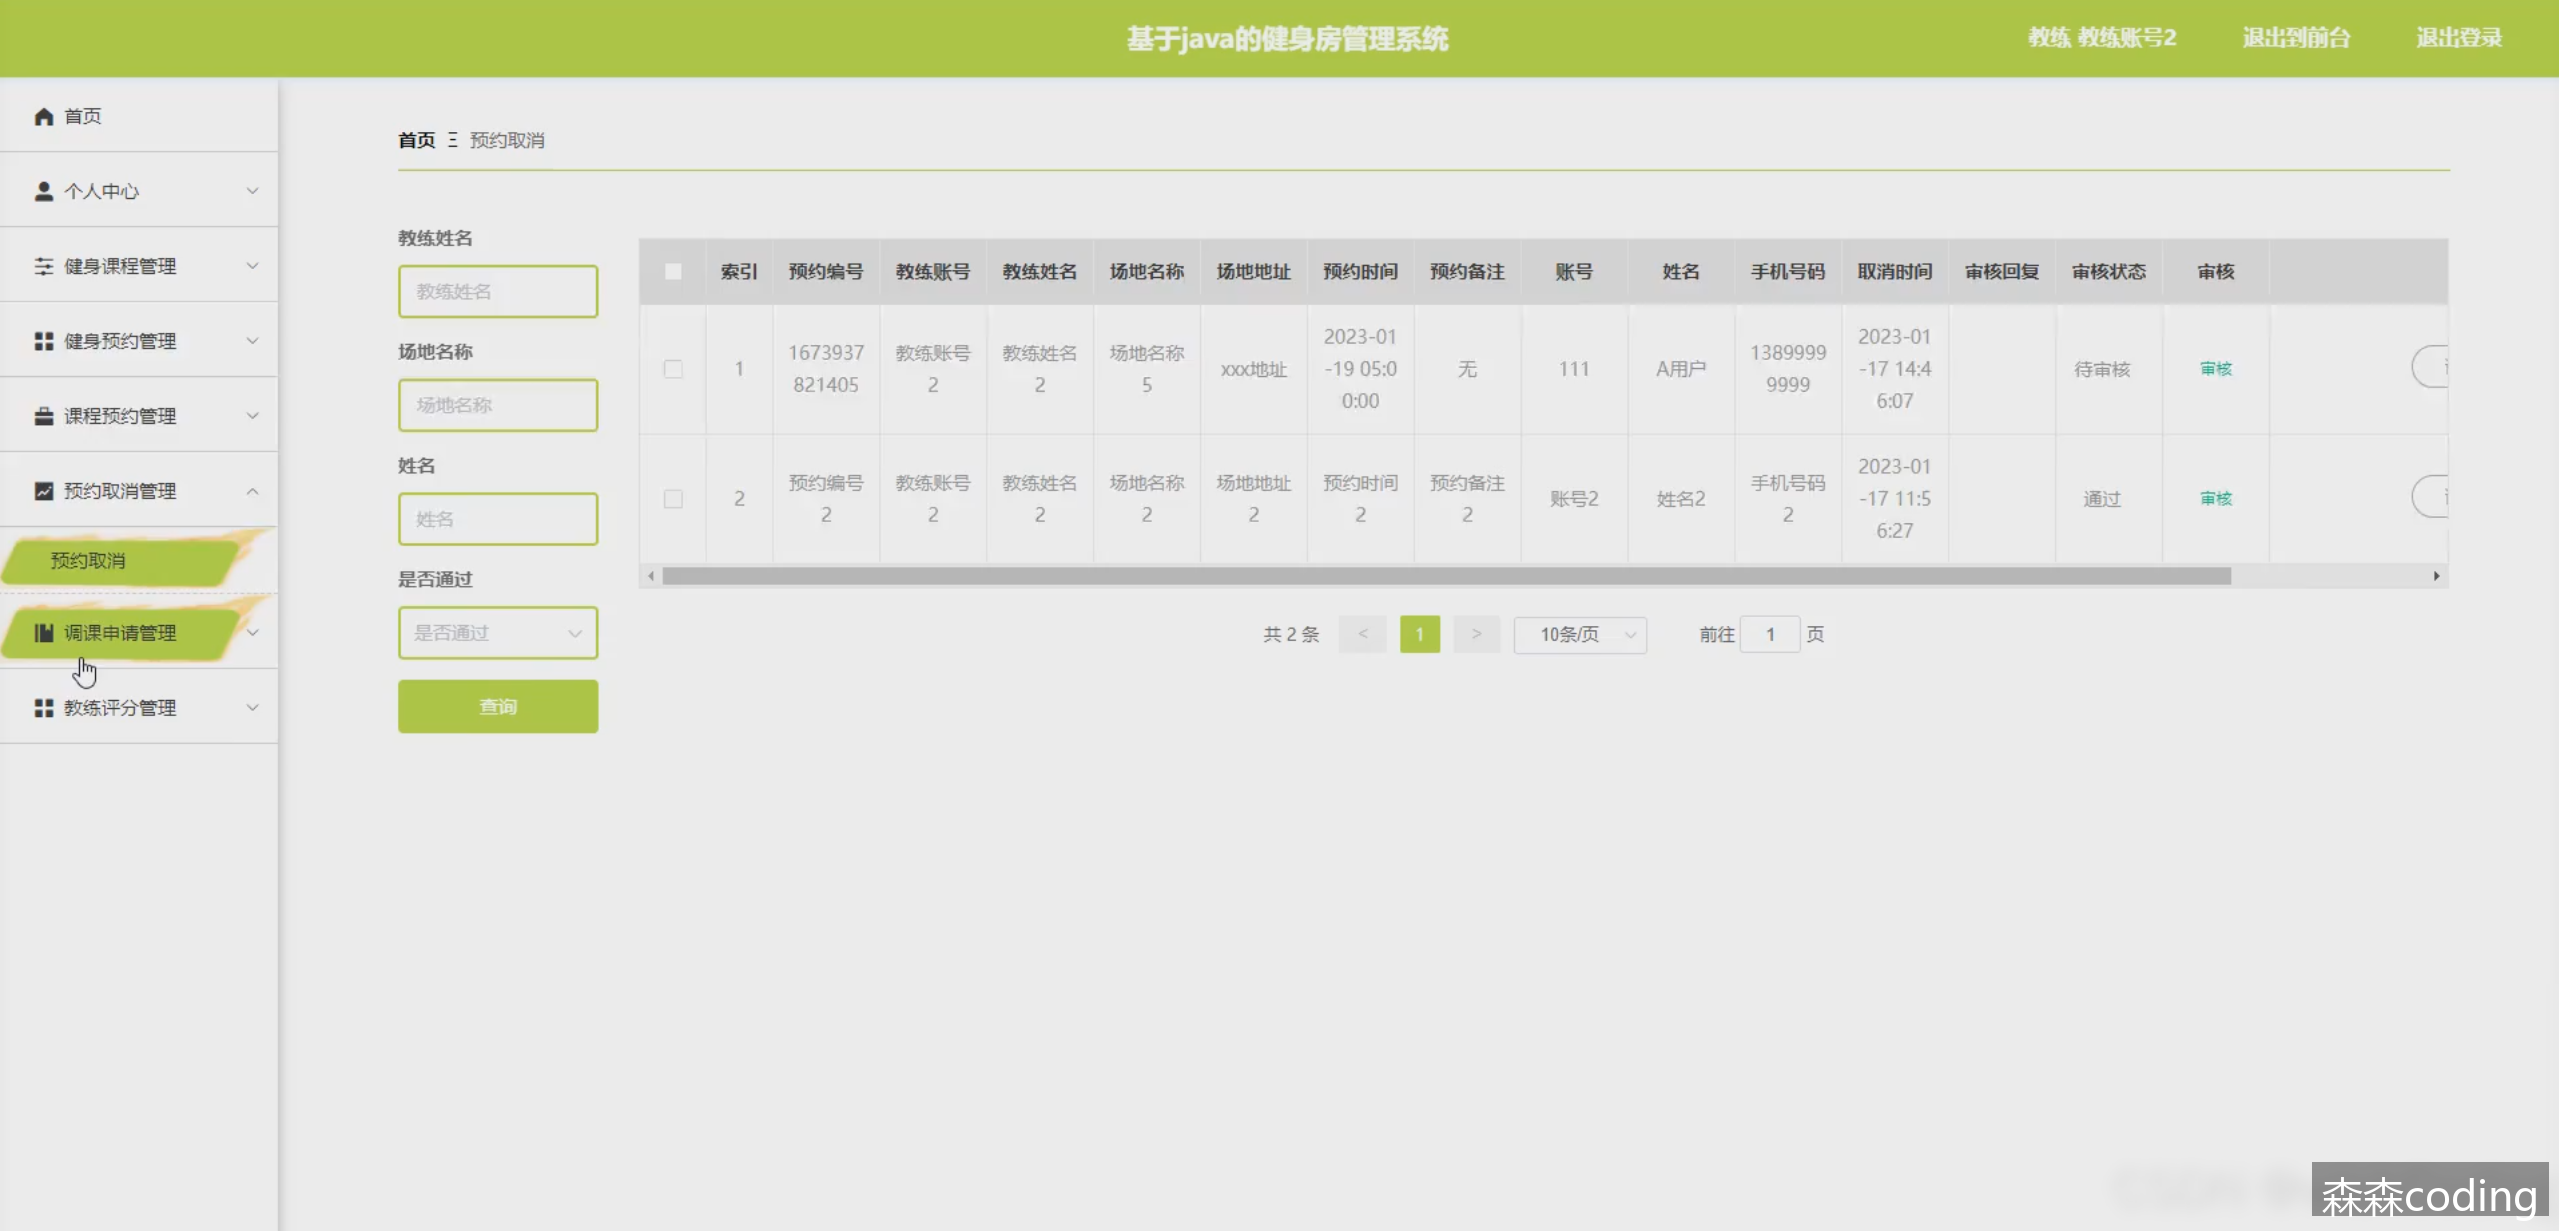 基于java的健身房管理系统
教练 教练账号2
退出到前台
退出登录
首页
个人中心
健身课程管理
健身预约管理
课程预约管理
预约取消管理
预约取消
调课申请管理
教练评分管理
首页 预约取消
教练姓名
教练姓名
场地名称
场地名称
姓名
姓名
是否通过
是否通过
查询
索引 预约编号 教练账号 教练姓名 场地名称 场地地址 预约时间 预约备注 账号 姓名 手机号码 取消时间 审核回复 审核状态 审核
1 1673937821405 教练账号2 教练姓名2 场地名称5 xxx地址 2023-01-19 05:00:00 无 111 A用户 13899999999 2023-01-17 14:46:07 待审核 审核
2 预约编号2 教练账号2 教练姓名2 场地名称2 场地地址2 预约时间2 预约备注2 账号2 姓名2 手机号码2 2023-01-17 11:56:27 通过 审核
共 2 条 < 1 > 10条/页 前往 1 页
森森coding